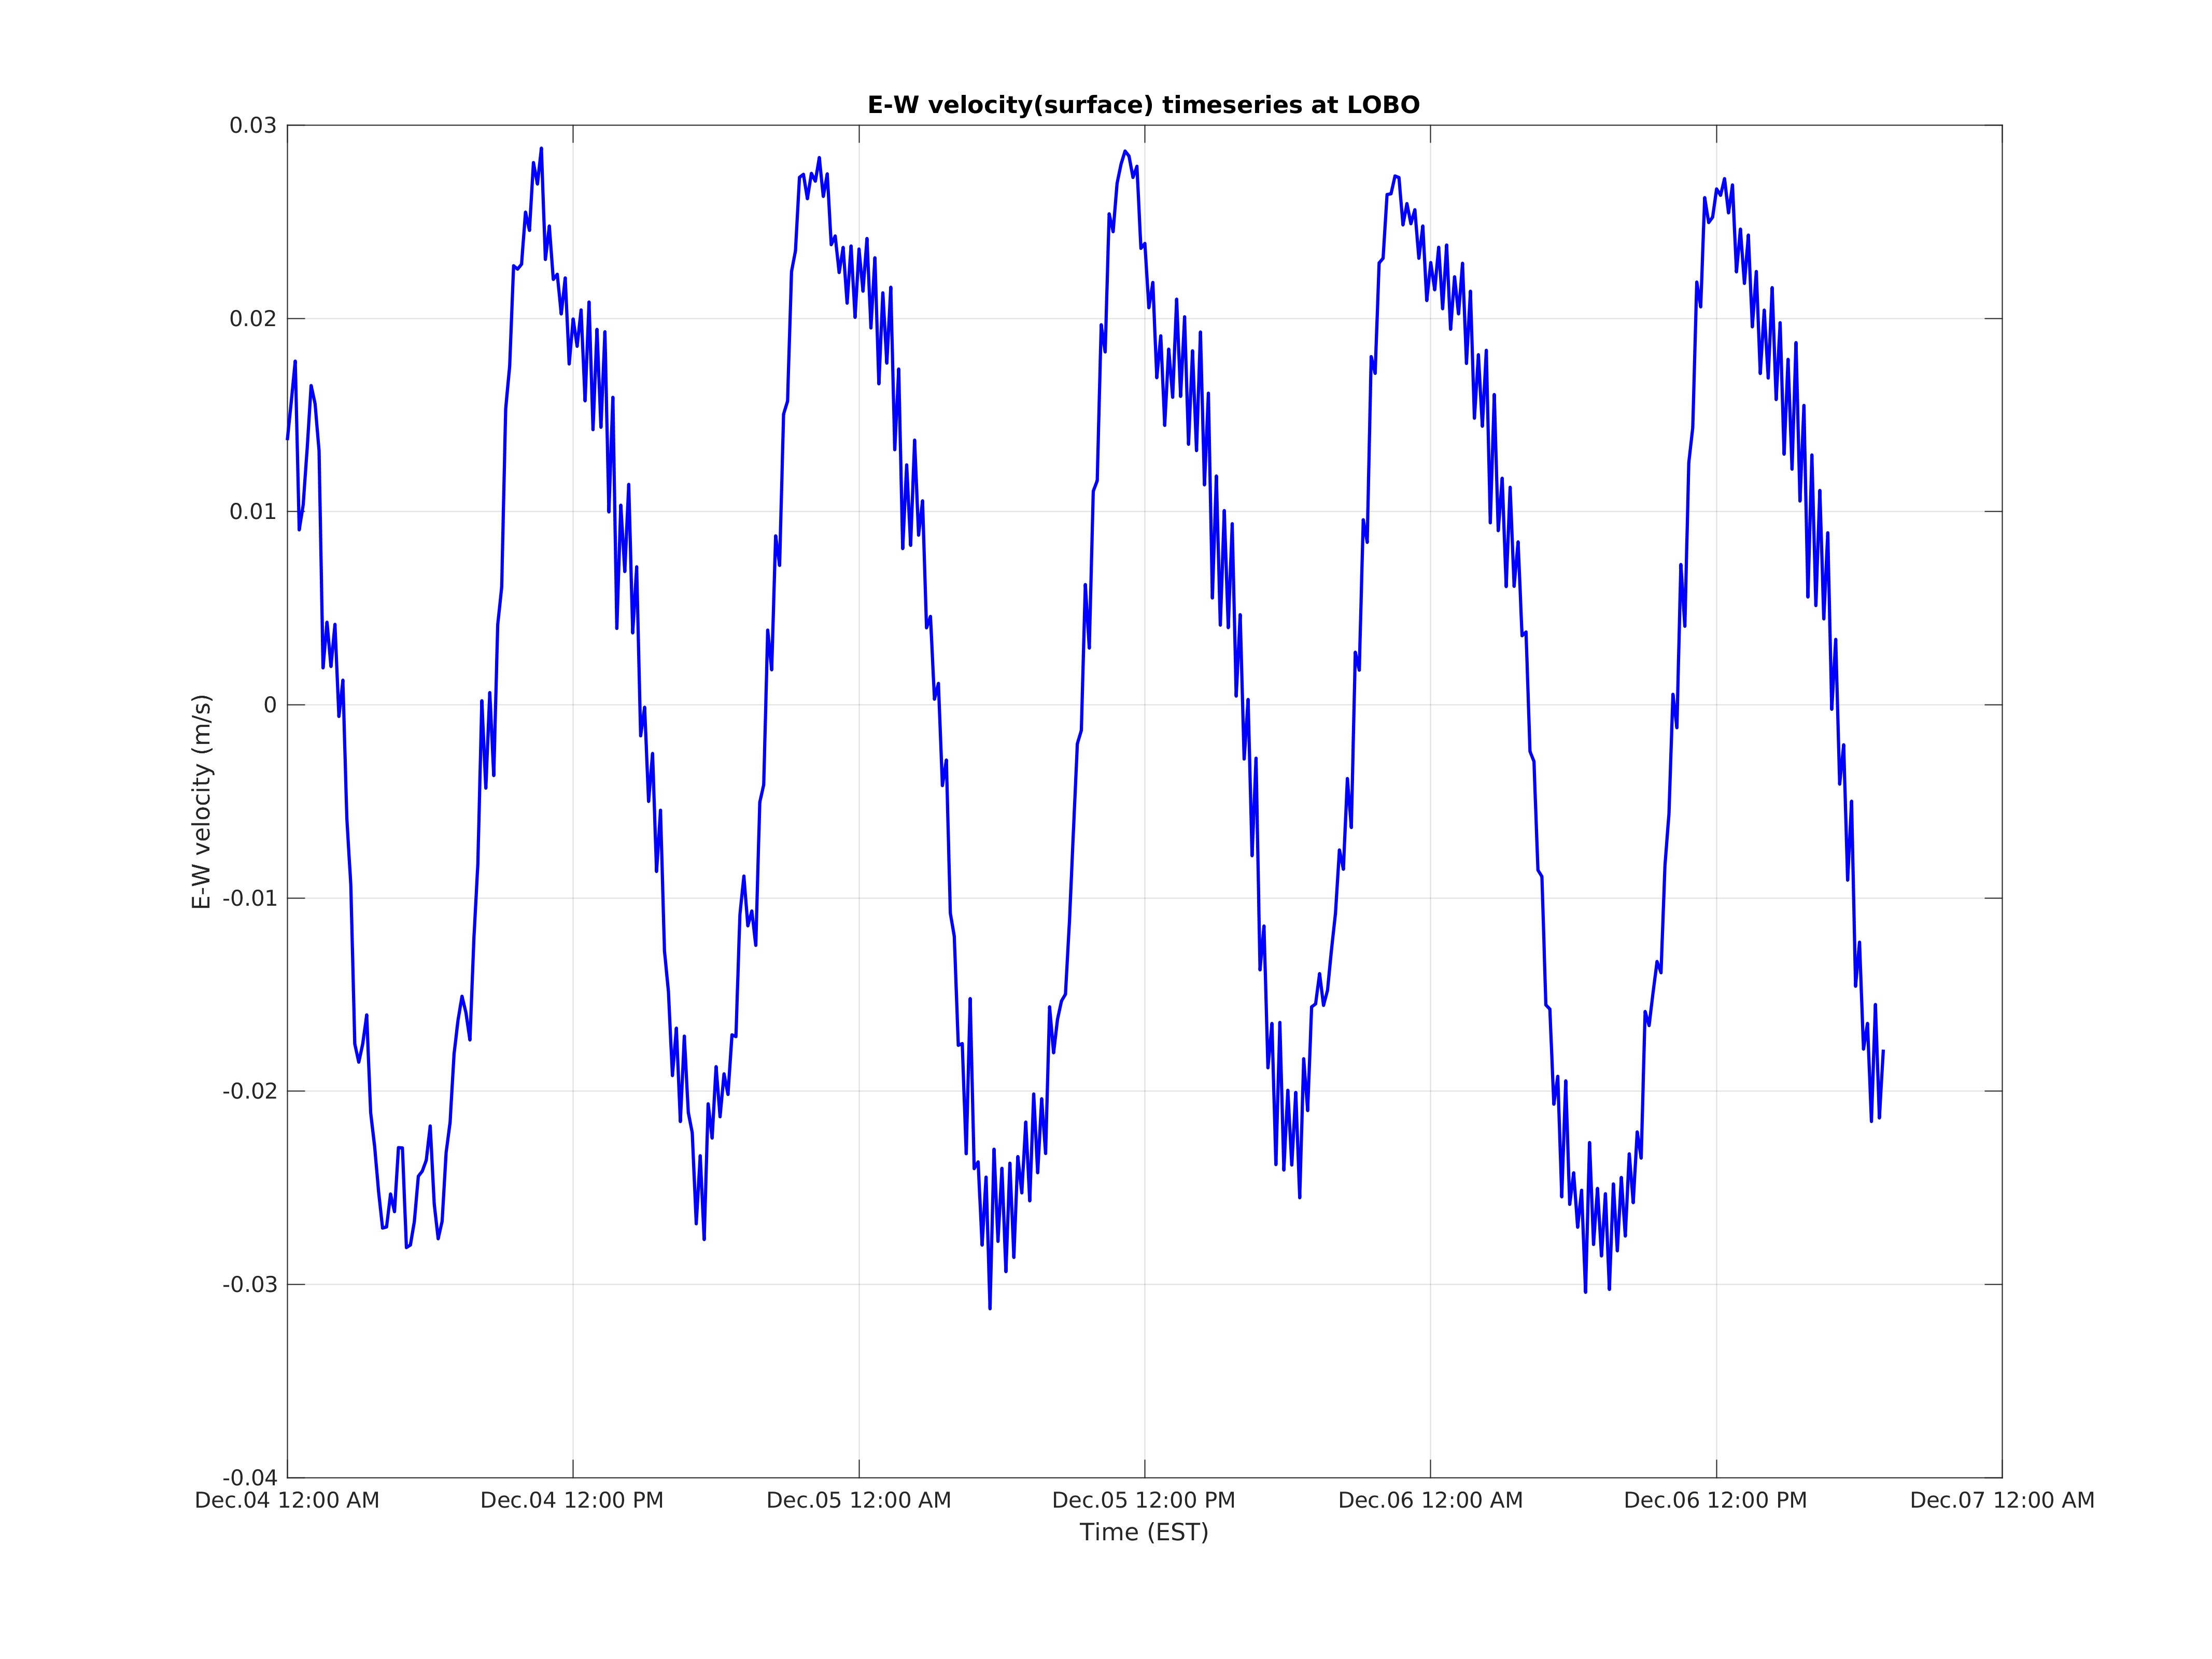 E-W velocity(surface) timeseries at LOBO
0.03
0.02
0.01
0
-0.01
-0.02
-0.03
-0.04
E-W velocity (m/s)
Dec.04 12:00 AM Dec.04 12:00 PM Dec.05 12:00 AM Dec.05 12:00 PM Dec.06 12:00 AM Dec.06 12:00 PM Dec.07 12:00 AM
Time (EST)